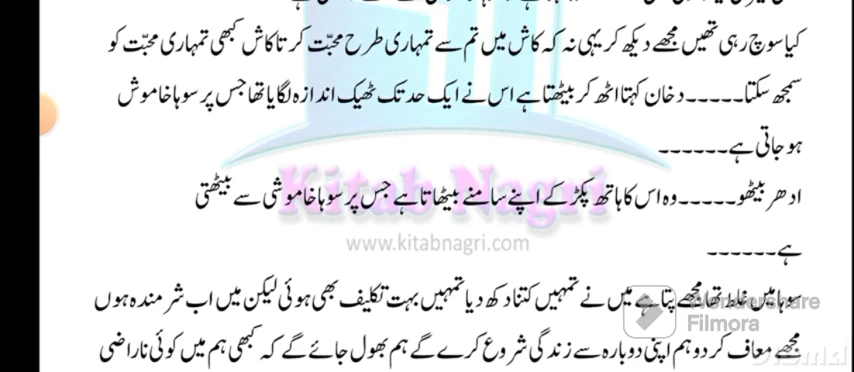 کیا سوچ رہی تھیں مجھے دیکھ کر یہی نہ کہ کاش میں تم سے تمہاری طرح محبّت کرتا کاش کبھی تمہاری محبّت کو
سمجھ سکتا۔۔۔۔۔ دخان کہتا اٹھ کر بیٹھتا ہے اس نے ایک حد تک ٹھیک اندازہ لگایا تھا جس پر سوہا خاموش
ہو جاتی ہے۔۔۔۔۔۔
ادھر بیٹھو۔۔۔۔۔ وہ اس کا ہاتھ پکڑ کے اپنے سامنے بیٹھاتا ہے جس پر سوہا خاموشی سے بیٹھتی
Kitab Nagri
www.kitabnagri.com
ہے۔۔۔۔۔۔
سوہا میں غلط تھا مجھے پتا ہے میں نے تمہیں کتنا دکھ دیا تمہیں بہت تکلیف بھی ہوئی لیکن میں اب شرمندہ ہوں
Wondershare
Filmora
مجھے معاف کر دو ہم اپنی دوبارہ سے زندگی شروع کرے گے ہم بھول جائے گے کہ کبھی ہم میں کوئی ناراضی